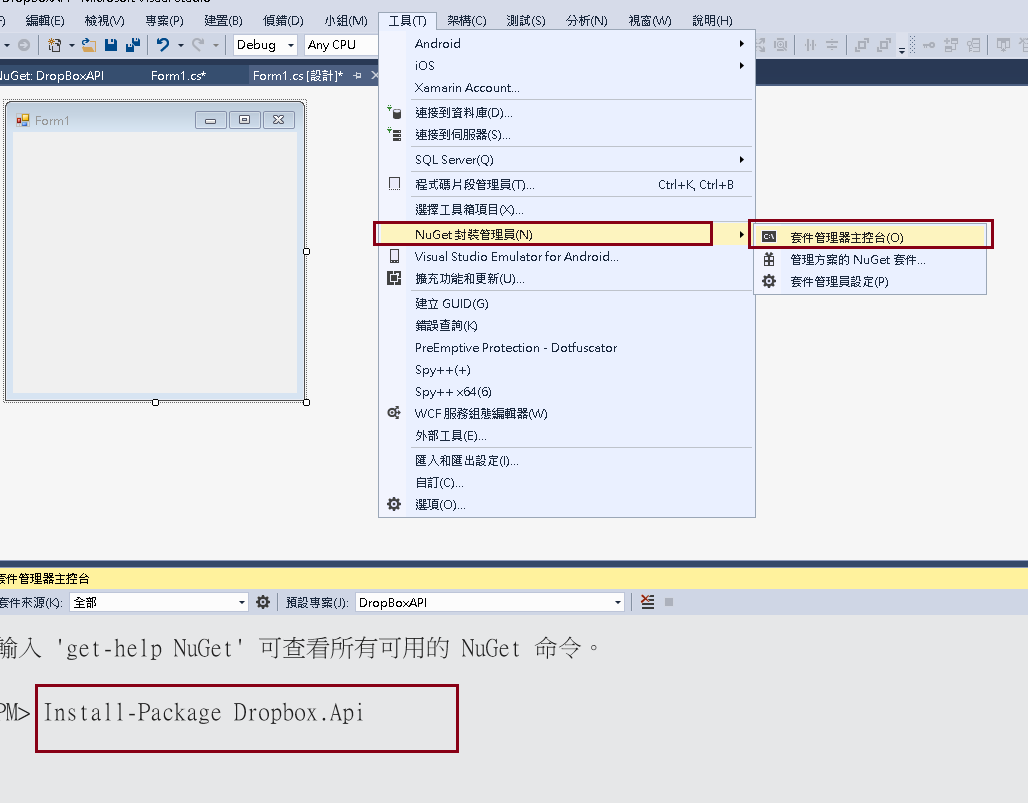 編輯(E) 檢視(V) 專案(P) 建置(B) 偵錯(D) 小組(M) 工具(T) 架構(C) 測試(S) 分析(N) 視窗(W) 說明(H)
Debug Any CPU
NuGet: DropBoxAPI Form1.cs* Form1.cs [設計]*
Form1
Android
iOS
Xamarin Account...
連接到資料庫(D)...
連接到伺服器(S)...
SQL Server(Q)
程式碼片段管理員(T)... Ctrl+K, Ctrl+B
選擇工具箱項目(X)...
NuGet 封裝管理員(N)
套件管理器主控台(O)
管理方案的 NuGet 套件...
套件管理員設定(P)
Visual Studio Emulator for Android...
擴充功能和更新(U)...
建立 GUID(G)
錯誤查詢(K)
PreEmptive Protection - Dotfuscator
Spy++(+)
Spy++ x64(6)
WCF 服務組態編輯器(W)
外部工具(E)...
匯入和匯出設定(I)...
自訂(C)...
選項(O)...
套件管理器主控台
套件來源(K): 全部 預設專案(J): DropBoxAPI
輸入 'get-help NuGet' 可查看所有可用的 NuGet 命令。
PM> Install-Package Dropbox.Api